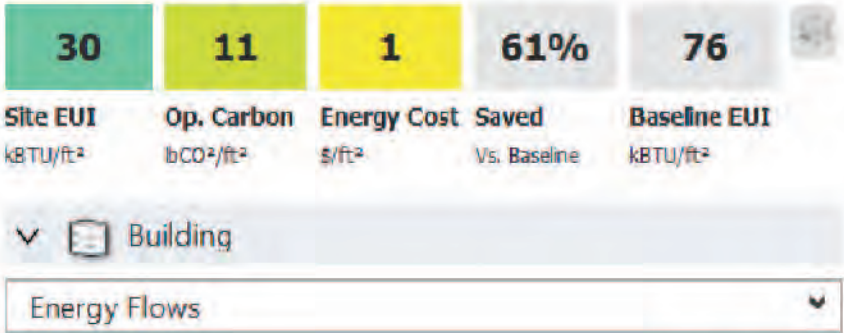 30 11 1 61% 76
Site EUI Op. Carbon Energy Cost Saved Baseline EUI
kBTU/ft² lbCO²/ft² $/ft² Vs. Baseline kBTU/ft²
Building
Energy Flows